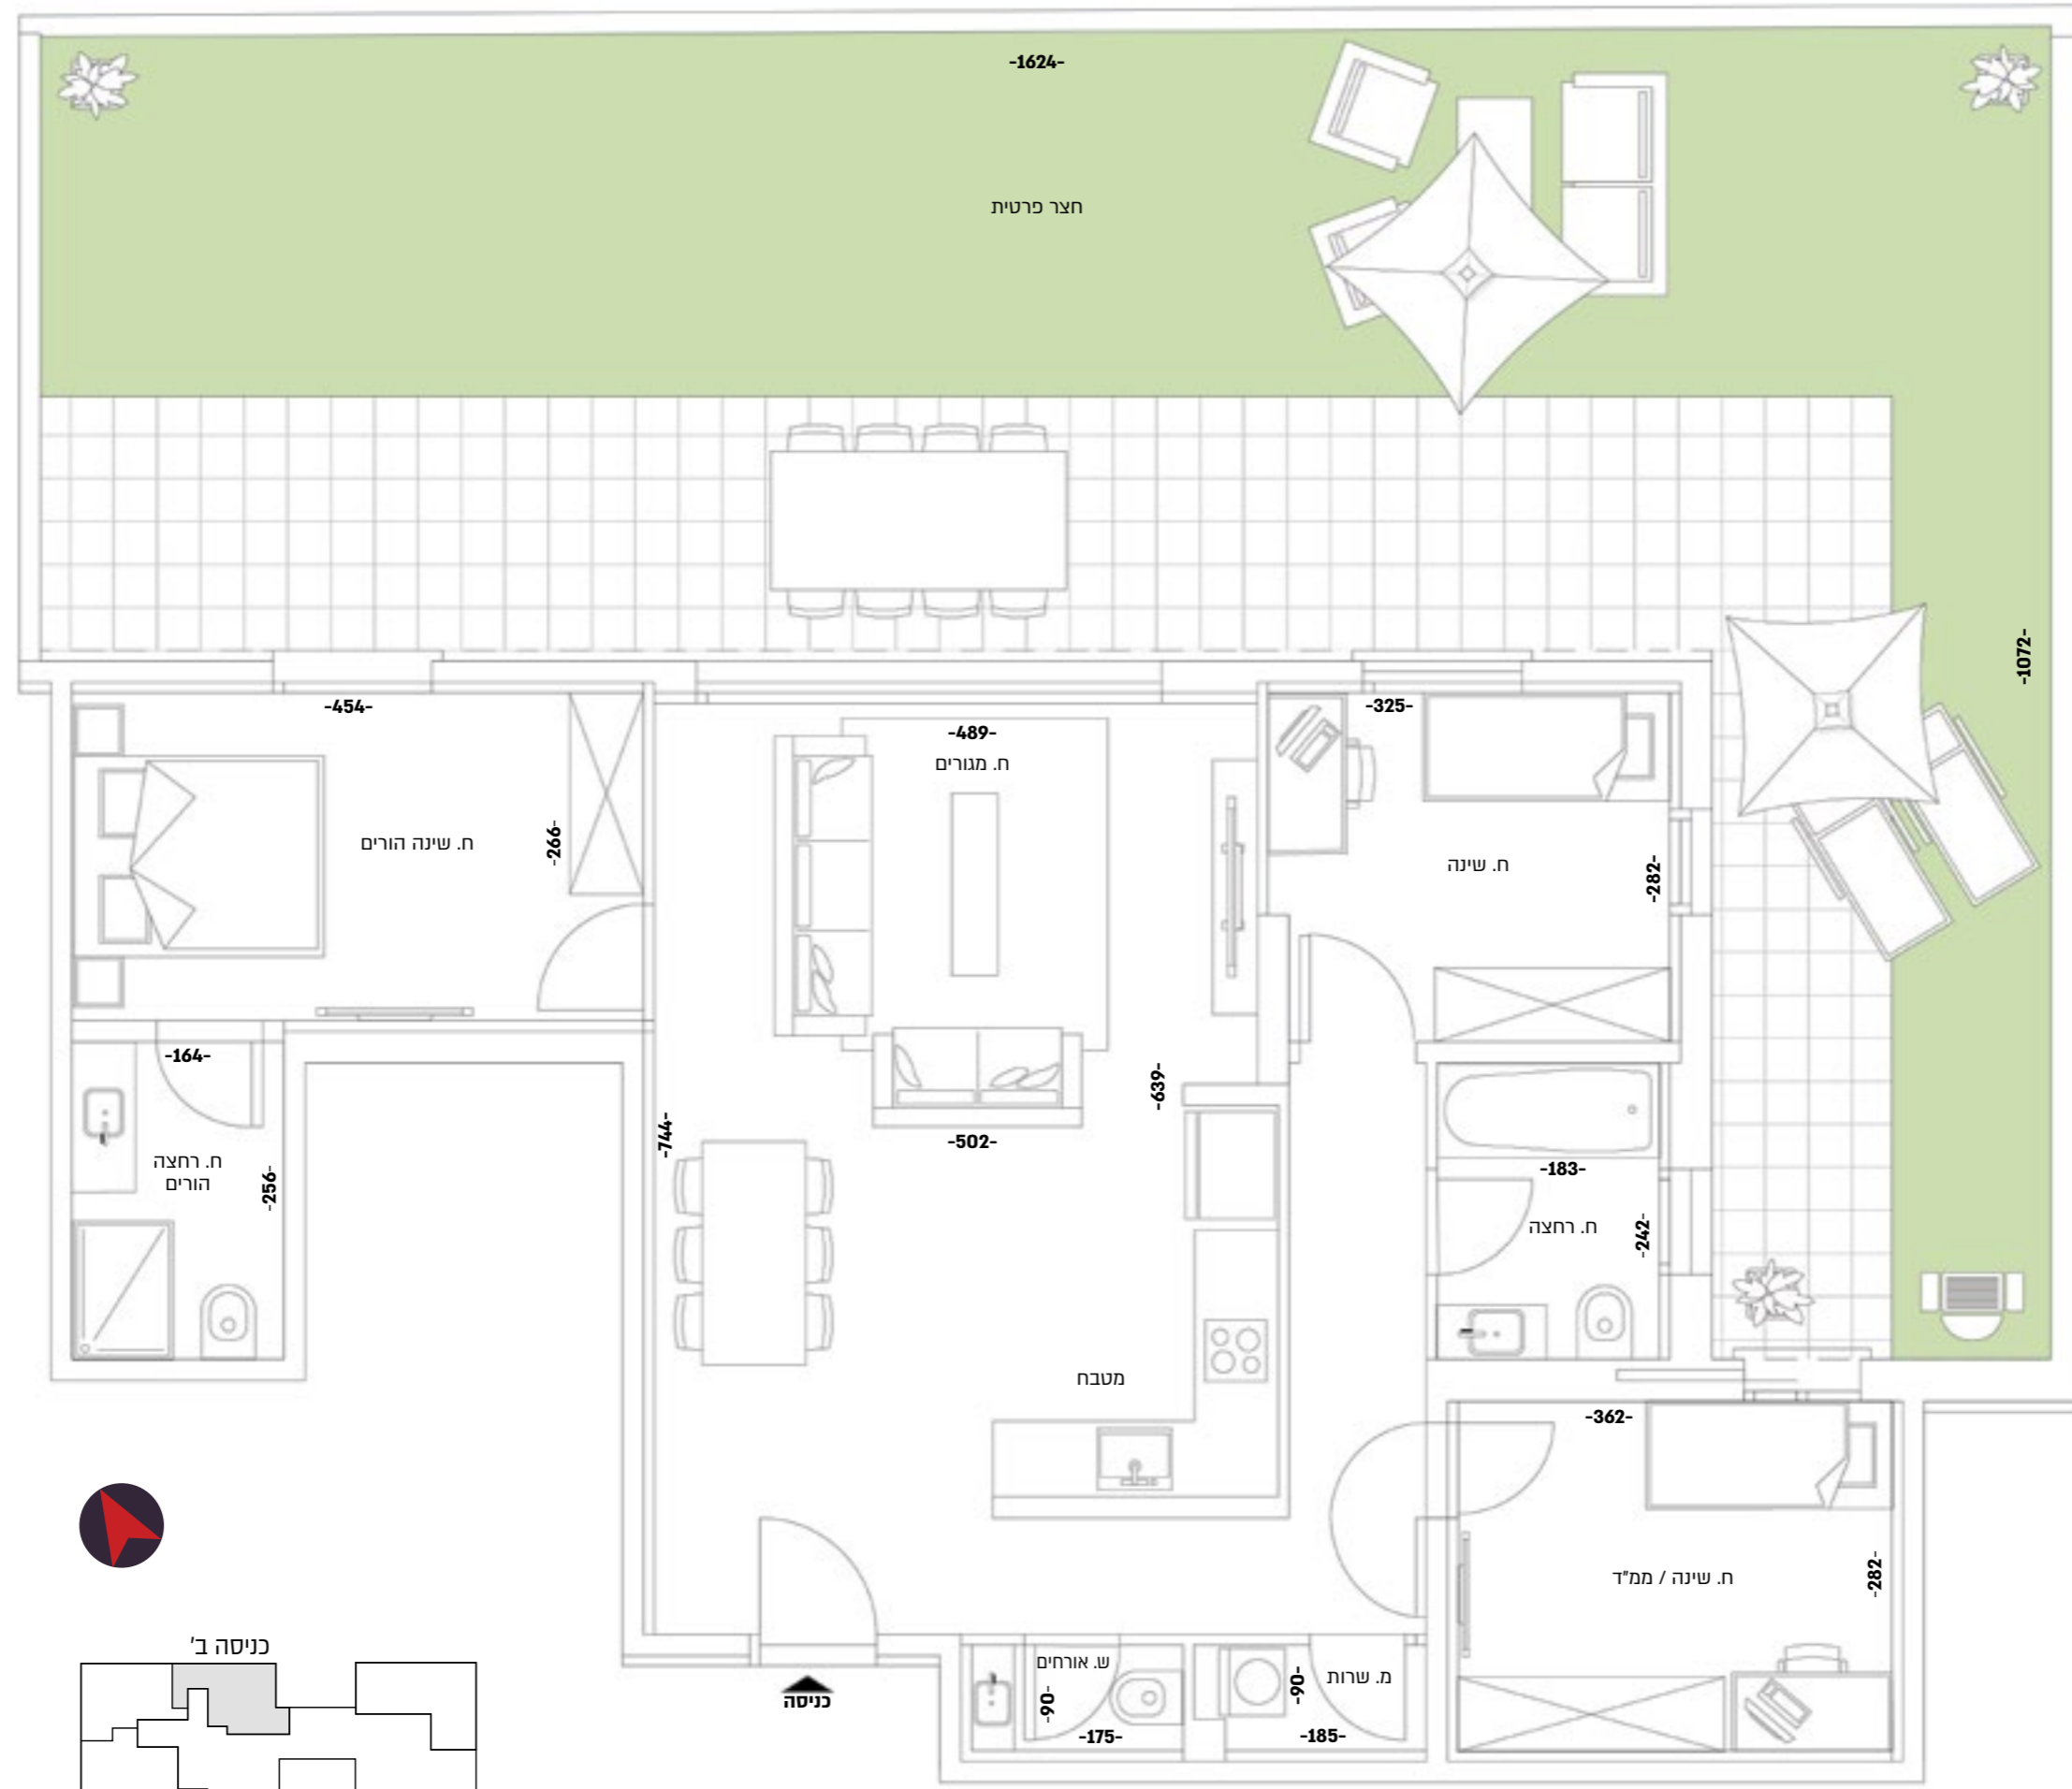 -1624-
חצר פרטית
-1072-
-454-
-489-
ח. מגורים
-325-
ח. שינה הורים
-266-
ח. שינה
-282-
-164-
-744-
-639-
-502-
ח. רחצה
הורים
-256-
-183-
ח. רחצה
-242-
מטבח
-362-
ח. שינה / ממ"ד
-282-
כניסה ב'
כניסה
ש. אורחים
-90-
-175-
-90-
מ. שרות
-185-